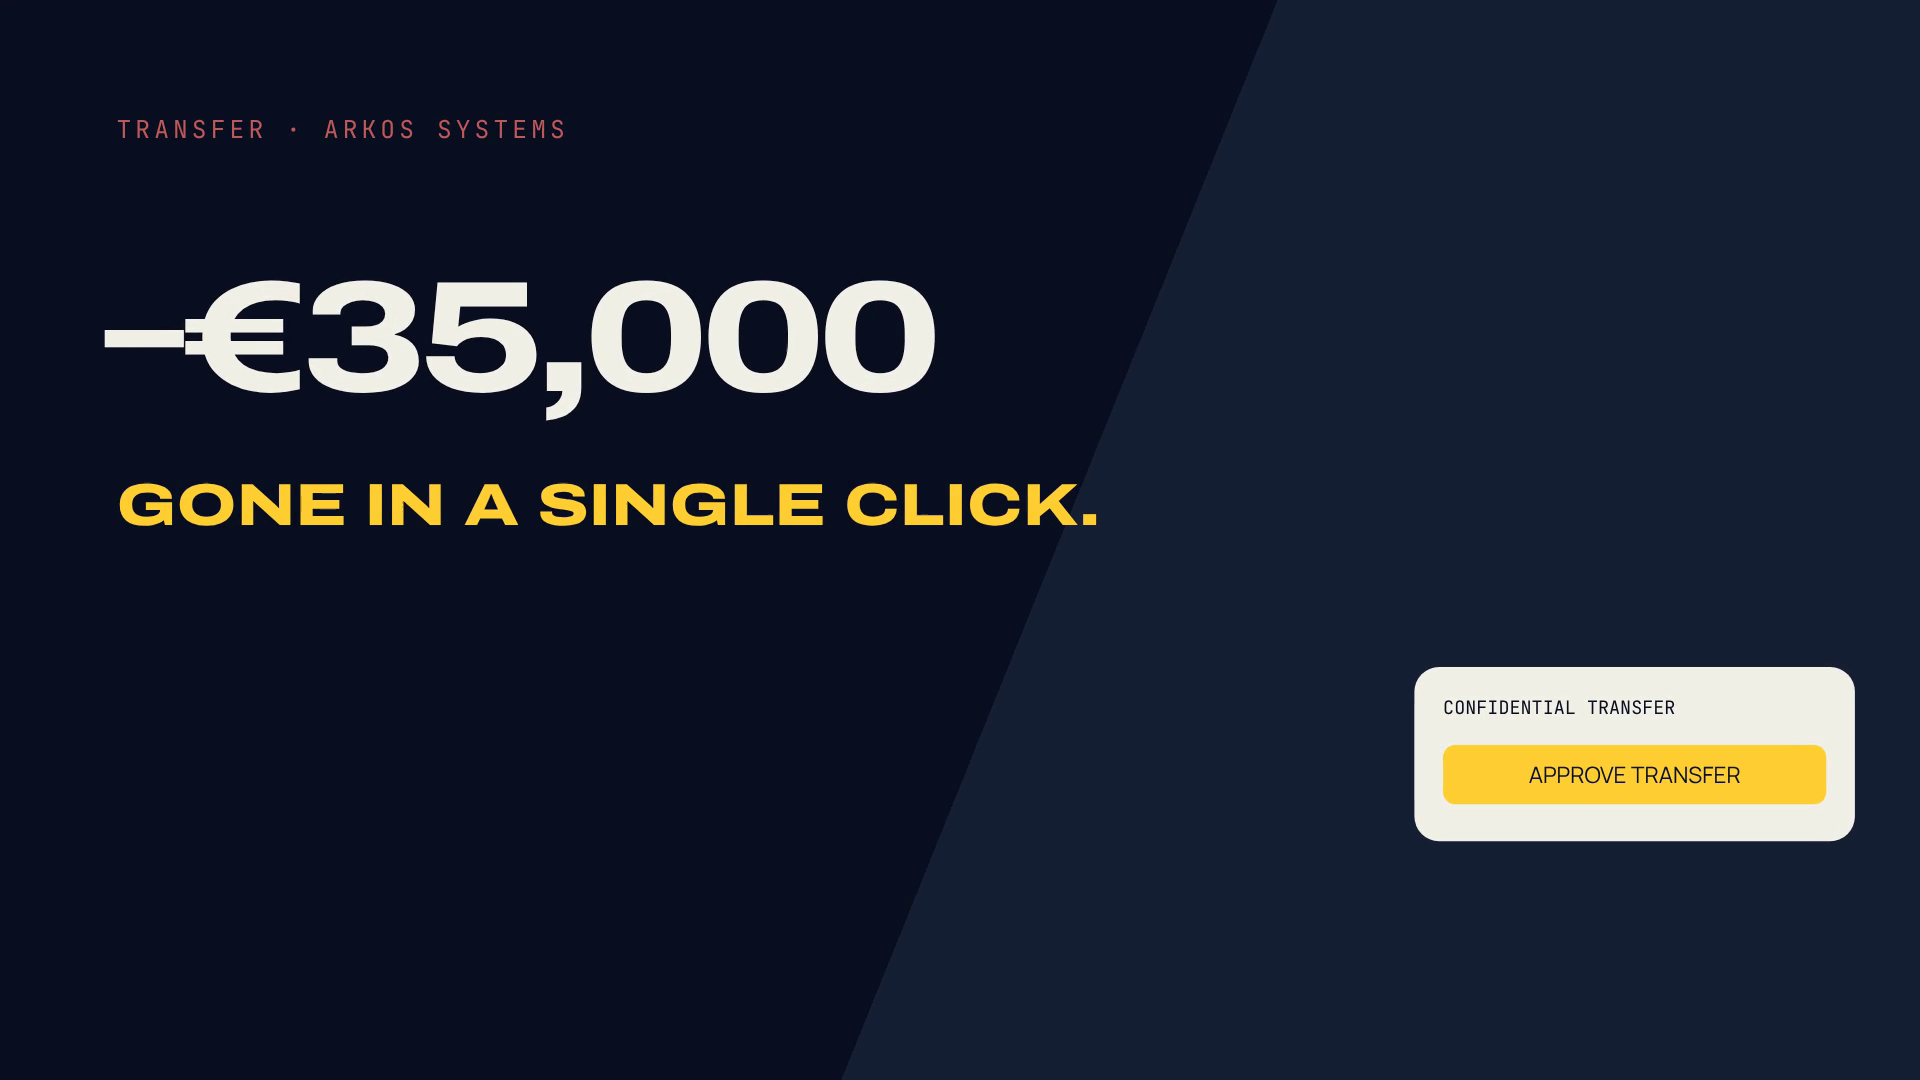 TRANSFER · ARKOS SYSTEMS
–€35,000
GONE IN A SINGLE CLICK.
CONFIDENTIAL TRANSFER
APPROVE TRANSFER